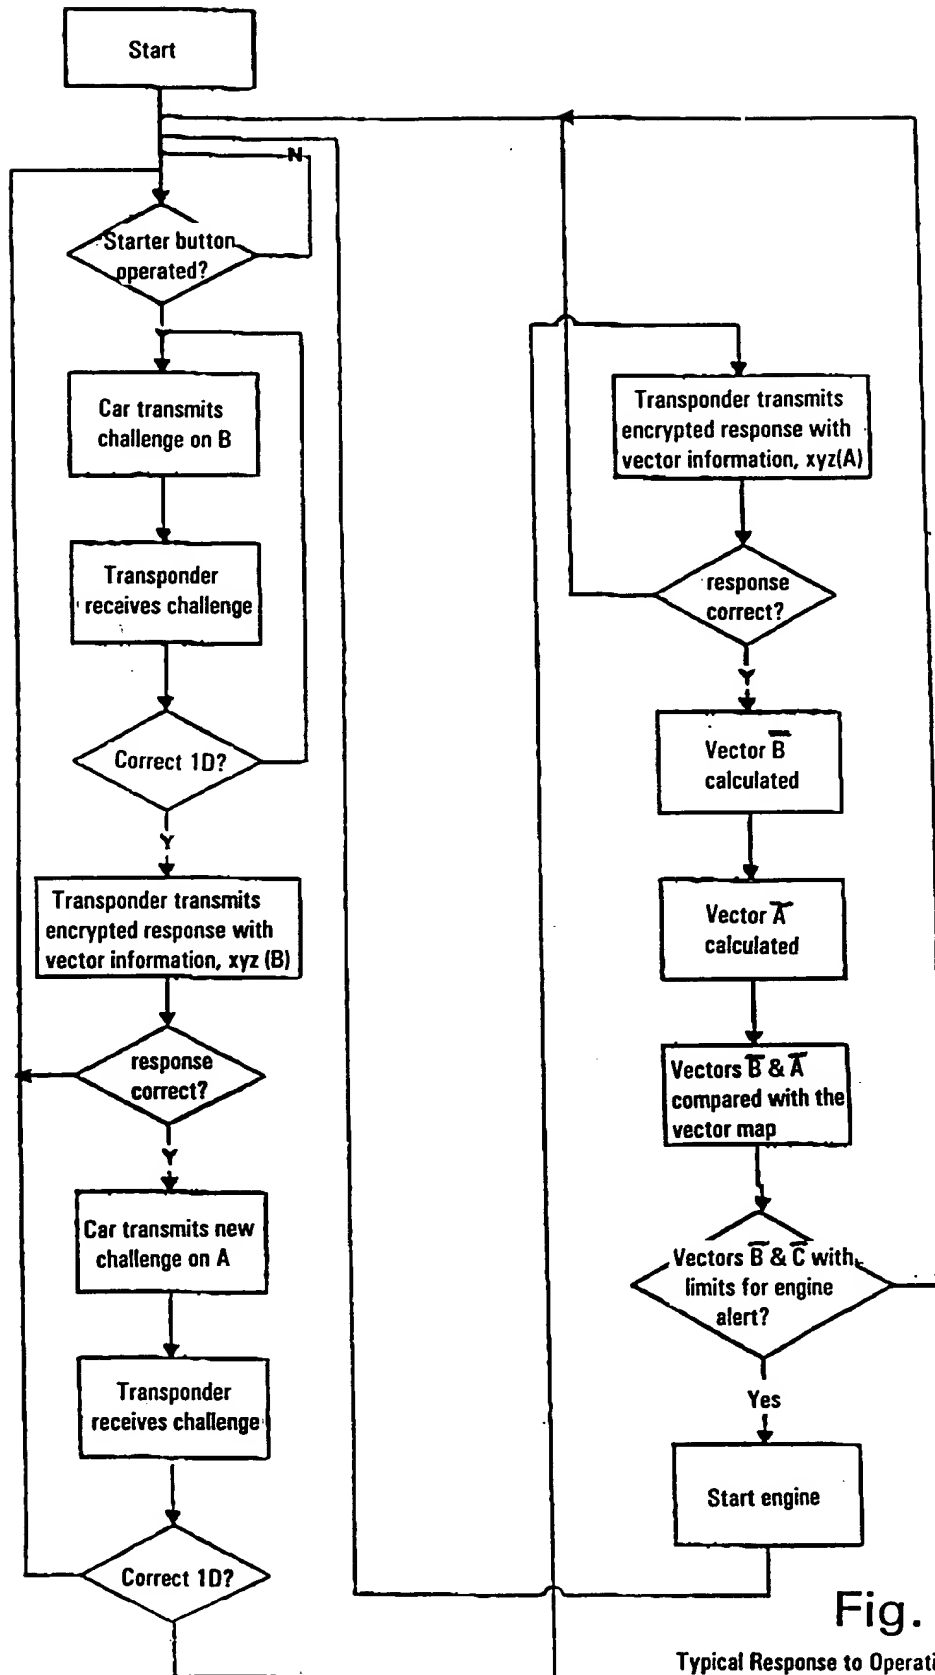 Start
N
Starter button
operated?
Y
Car transmits
challenge on B
Transponder
receives challenge
Correct 1D?
Y
Transponder transmits
encrypted response with
vector information, xyz (B)
response
correct?
Y
Car transmits new
challenge on A
Transponder
receives challenge
Correct 1D?
Transponder transmits
encrypted response with
vector information, xyz(A)
response
correct?
Y
Vector B̅
calculated
Vector A̅
calculated
Vectors B̅ & A̅
compared with the
vector map
Vectors B̅ & C̅ with
limits for engine
alert?
Yes
Start engine
Fig.
Typical Response to Operati